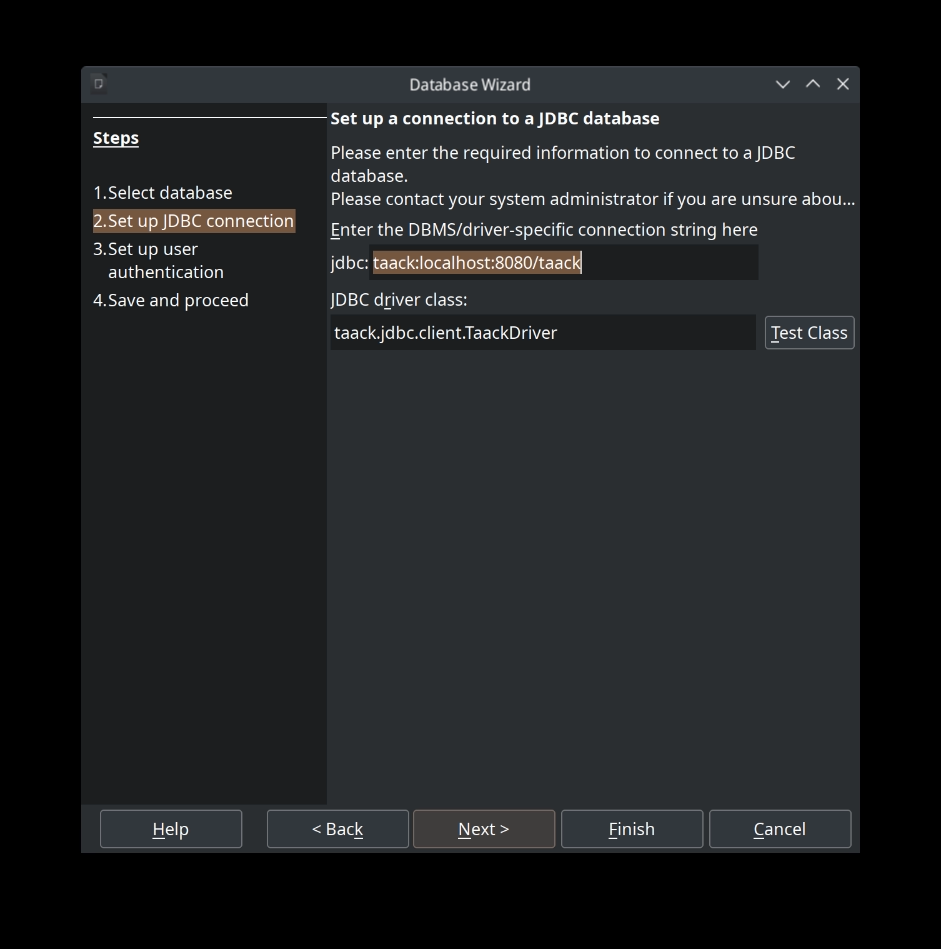 Database Wizard
Steps
1.Select database
2.Set up JDBC connection
3.Set up user
authentication
4.Save and proceed
Set up a connection to a JDBC database
Please enter the required information to connect to a JDBC
database.
Please contact your system administrator if you are unsure abou...
Enter the DBMS/driver-specific connection string here
jdbc: taack:localhost:8080/taack
JDBC driver class:
taack.jdbc.client.TaackDriver
Test Class
Help
< Back
Next >
Finish
Cancel